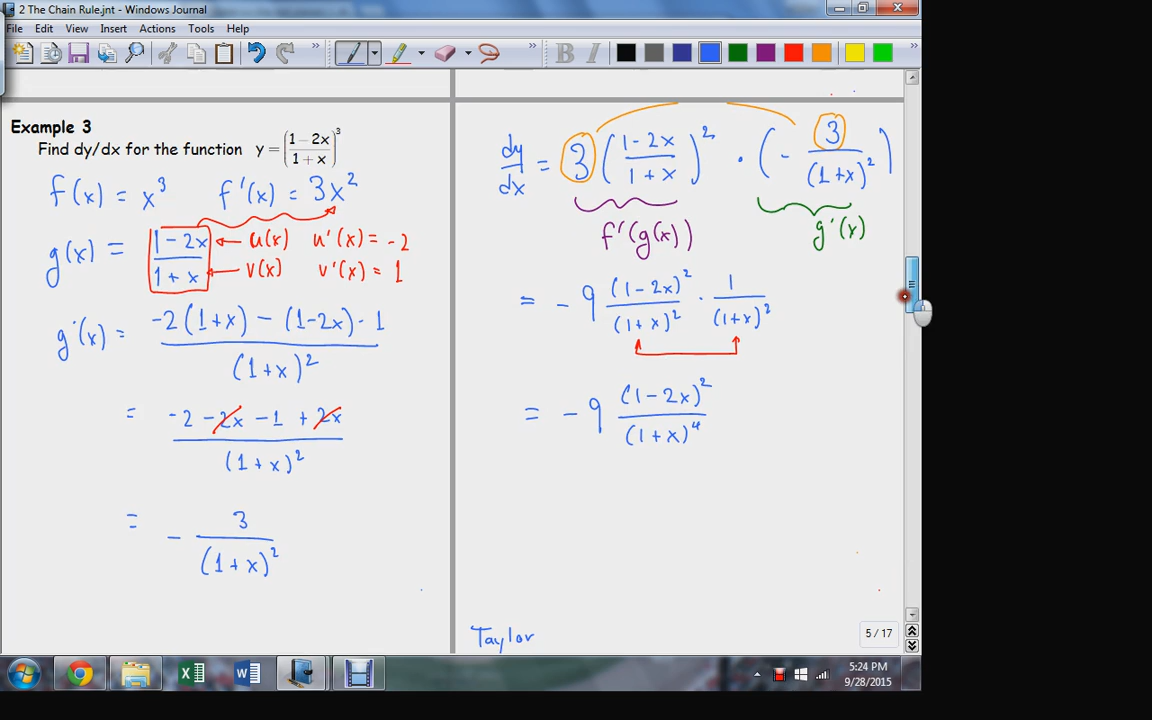 2 The Chain Rule.jnt - Windows Journal
File Edit View Insert Actions Tools Help
Example 3
Find dy/dx for the function y = ((1 - 2x)/(1 + x))^3
f(x) = x^3 f'(x) = 3x^2
g(x) = (1 - 2x)/(1 + x) ← u(x) u'(x) = -2
← v(x) v'(x) = 1
g'(x) = (-2(1+x) - (1-2x)·1)/(1+x)^2
= (-2 - 2x - 1 + 2x)/(1+x)^2
= - 3/(1+x)^2
dy/dx = 3((1-2x)/(1+x))^2 · (- 3/(1+x)^2)
f'(g(x)) g'(x)
= -9 (1-2x)^2/(1+x)^2 · 1/(1+x)^2
= -9 (1-2x)^2/(1+x)^4
Taylor
5 / 17
5:24 PM
9/28/2015